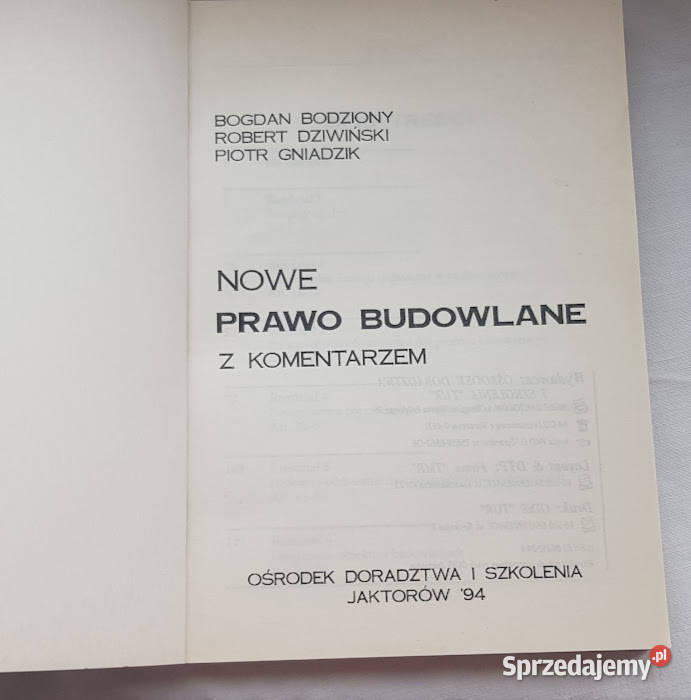 BOGDAN BODZIONY
ROBERT DZIWIŃSKI
PIOTR GNIADZIK
NOWE
PRAWO BUDOWLANE
Z KOMENTARZEM
OŚRODEK DORADZTWA I SZKOLENIA
JAKTORÓW '94
Sprzedajemy.pl